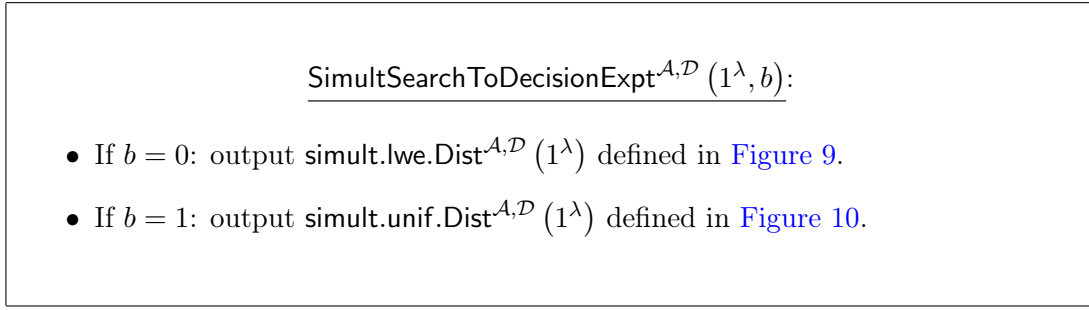 SimultSearchToDecisionExpt^{𝒜,𝒟} (1^λ, b):
• If b = 0: output simult.lwe.Dist^{𝒜,𝒟} (1^λ) defined in Figure 9.
• If b = 1: output simult.unif.Dist^{𝒜,𝒟} (1^λ) defined in Figure 10.